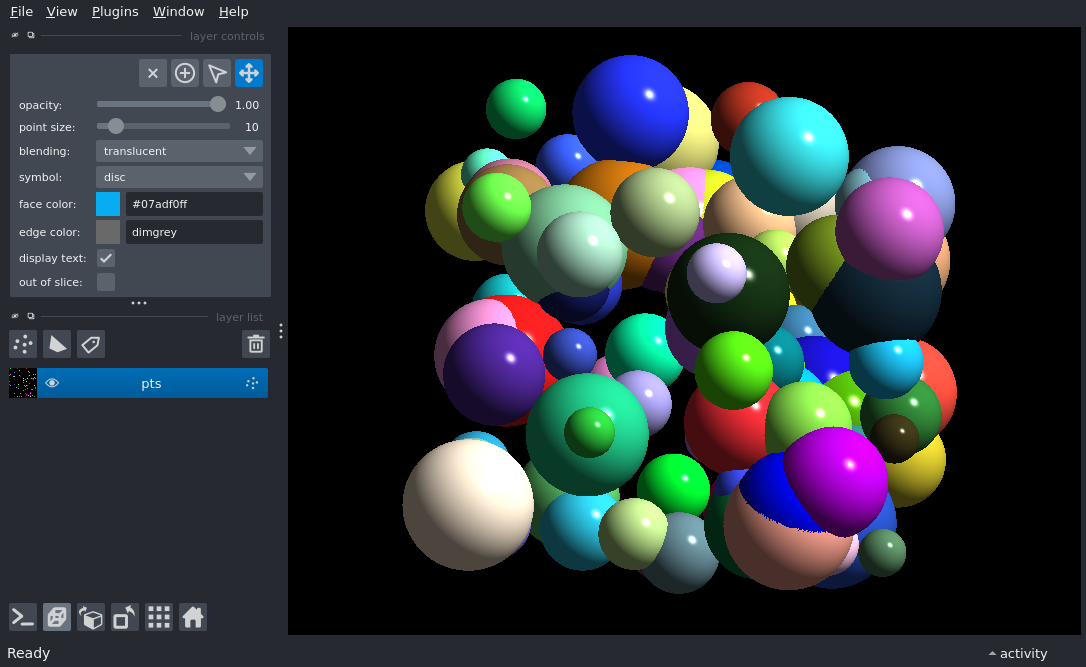 File View Plugins Window Help
layer controls
opacity: 1.00
point size: 10
blending: translucent
symbol: disc
face color: #07adf0ff
edge color: dimgrey
display text:
out of slice:
layer list
pts
Ready
activity